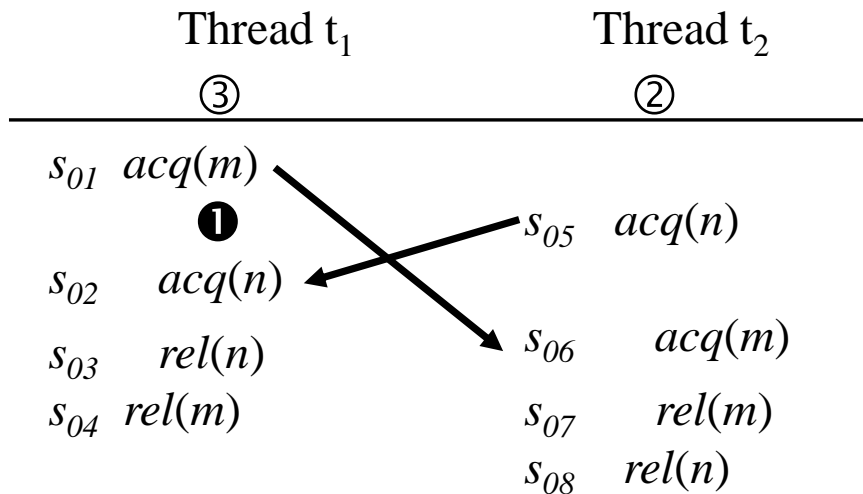 Thread t₁ Thread t₂
③ ②
s₀₁ acq(m)
❶ s₀₅ acq(n)
s₀₂ acq(n)
s₀₆ acq(m)
s₀₃ rel(n)
s₀₄ rel(m) s₀₇ rel(m)
s₀₈ rel(n)